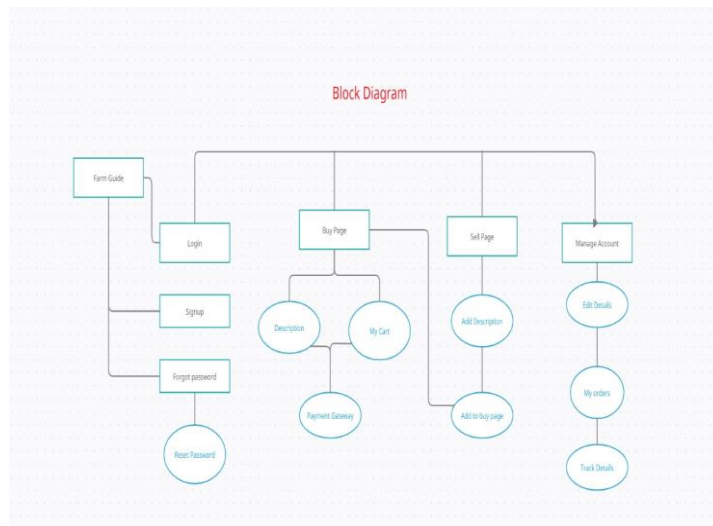 Block Diagram
Farm Guide
Login
Buy Page
Sell Page
Manage Account
Signup
Description
My Cart
Add Description
Edit Details
Forgot password
Payment Gateway
Add to buy page
My orders
Reset Password
Track Details